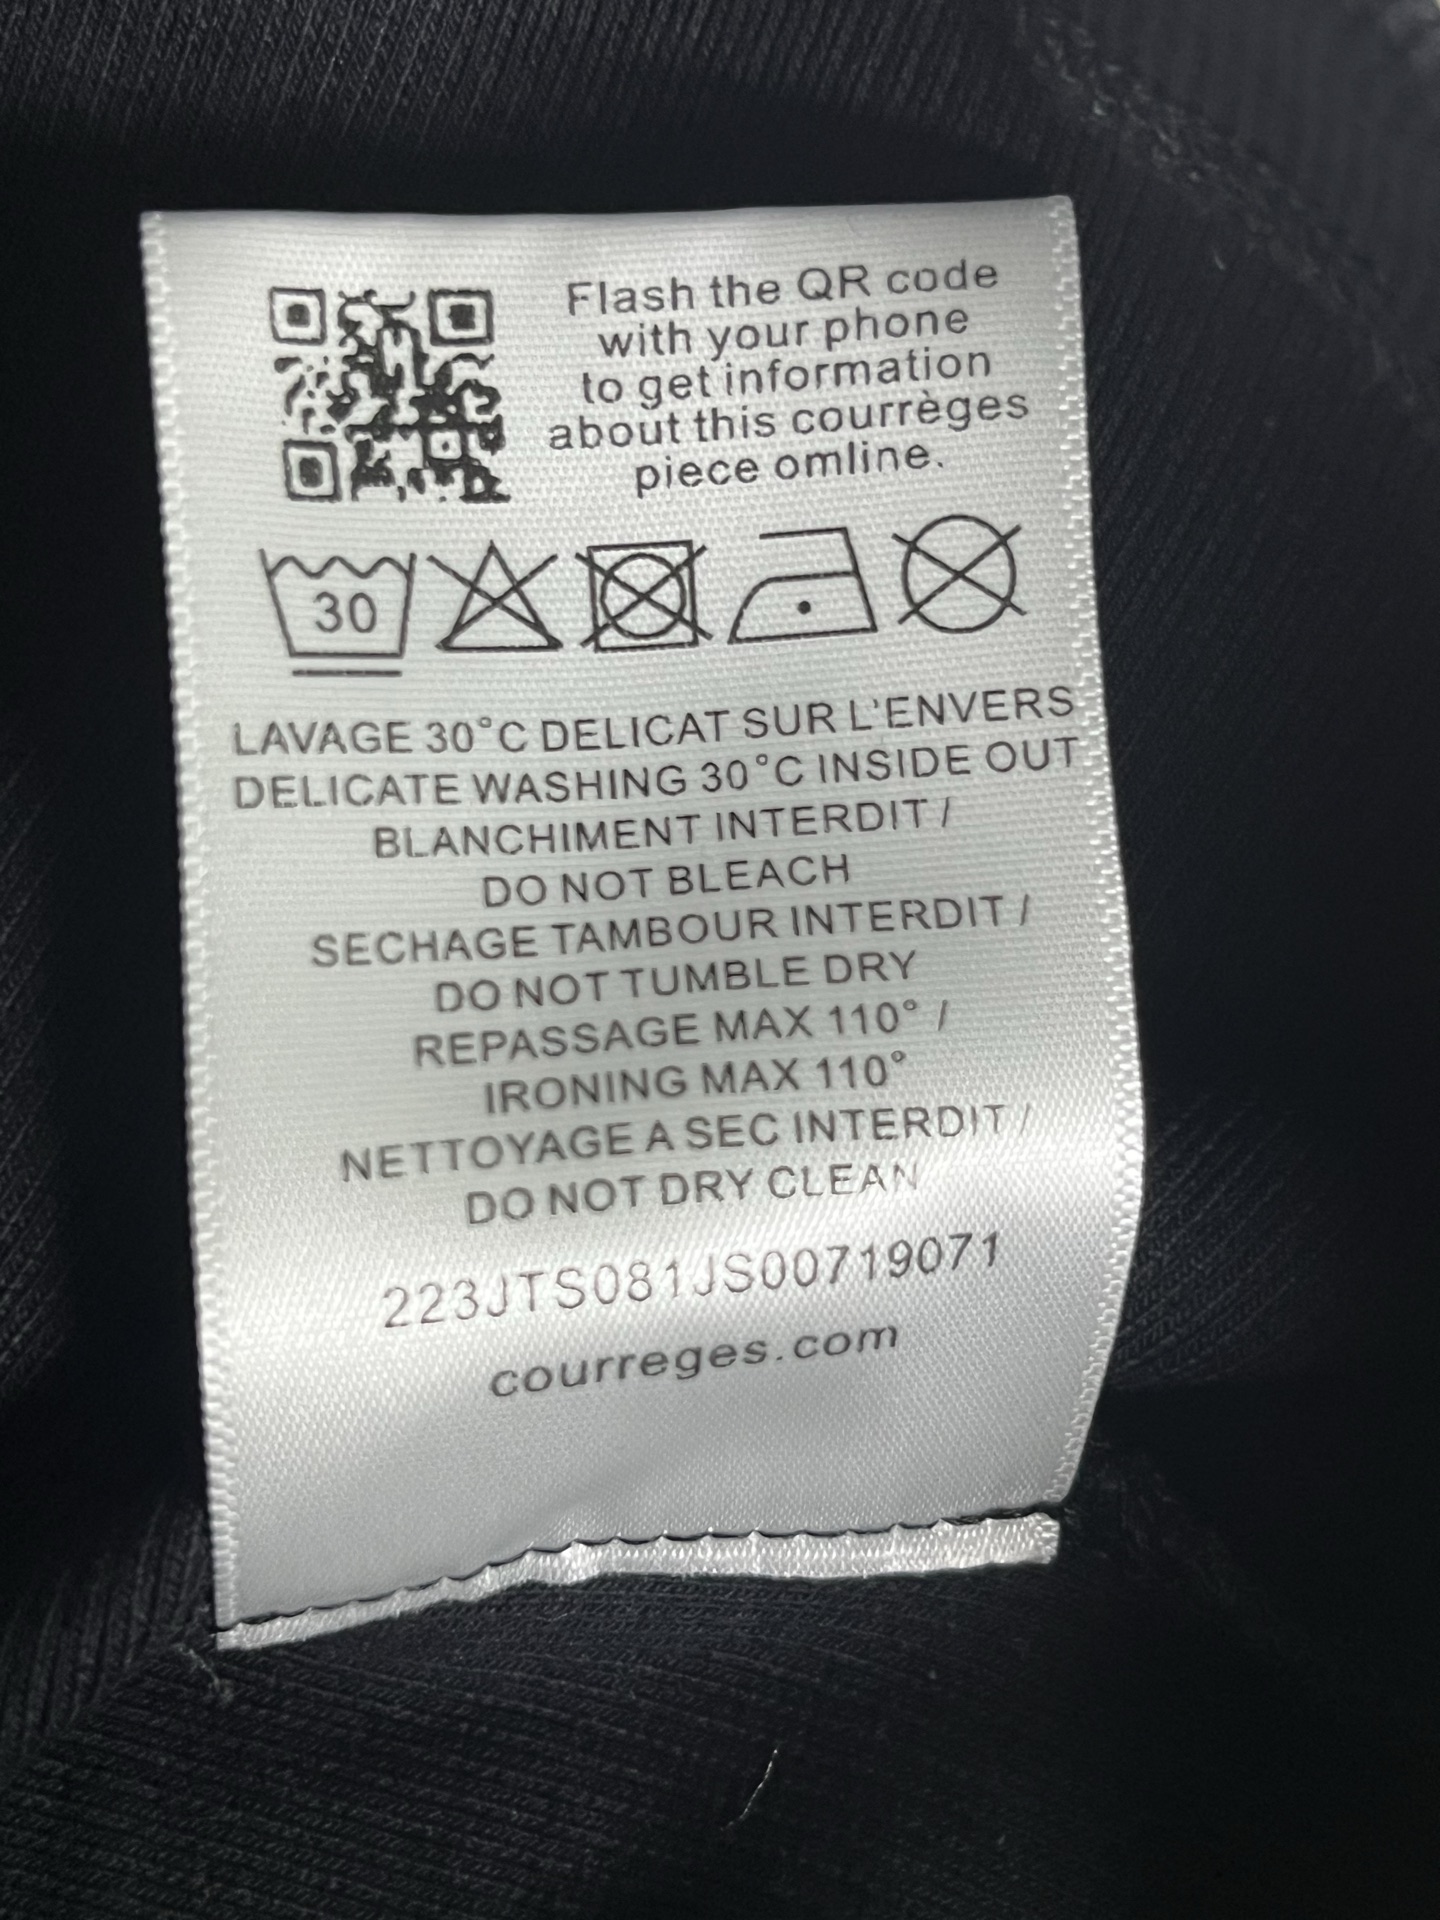 Flash the QR code
with your phone
to get information
about this courrèges
piece omline.
30
LAVAGE 30°C DELICAT SUR L'ENVERS
DELICATE WASHING 30°C INSIDE OUT
BLANCHIMENT INTERDIT /
DO NOT BLEACH
SECHAGE TAMBOUR INTERDIT /
DO NOT TUMBLE DRY
REPASSAGE MAX 110° /
IRONING MAX 110°
NETTOYAGE A SEC INTERDIT /
DO NOT DRY CLEAN
223JTS081JS00719071
courreges.com